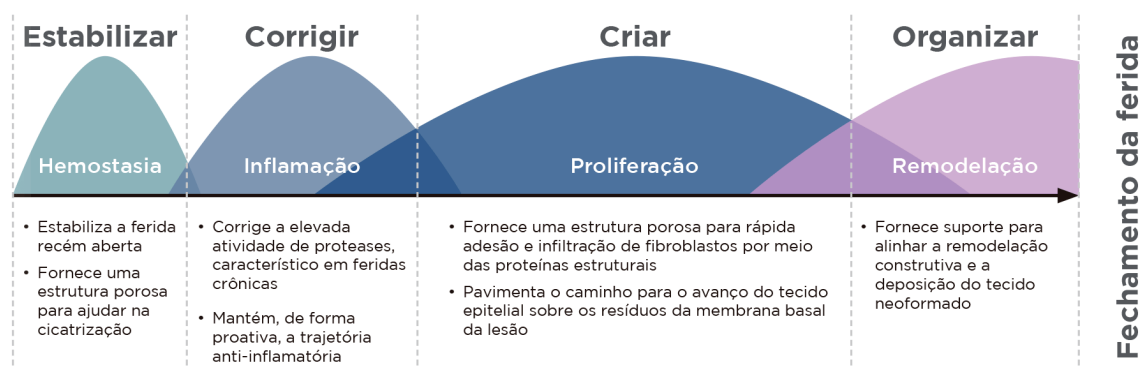 Estabilizar
Corrigir
Criar
Organizar
Hemostasia
Inflamação
Proliferação
Remodelação
• Estabiliza a ferida
recém aberta
• Fornece uma
estrutura porosa
para ajudar na
cicatrização
• Corrige a elevada
atividade de proteases,
característico em feridas
crônicas
• Mantém, de forma
proativa, a trajetória
anti-inflamatória
• Fornece uma estrutura porosa para rápida
adesão e infiltração de fibroblastos por meio
das proteínas estruturais
• Pavimenta o caminho para o avanço do tecido
epitelial sobre os resíduos da membrana basal
da lesão
• Fornece suporte para
alinhar a remodelação
construtiva e a
deposição do tecido
neoformado
Fechamento da ferida